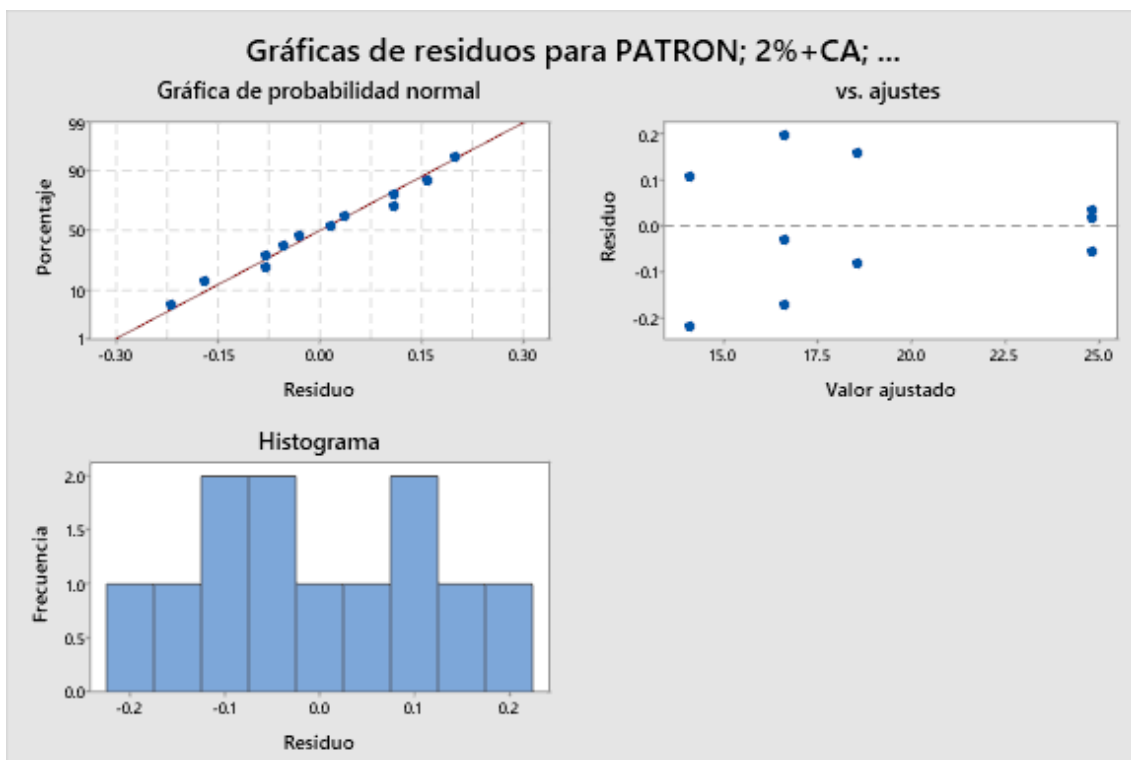 Gráficas de residuos para PATRON; 2%+CA; ...
Gráfica de probabilidad normal
99
90
50
10
1
Porcentaje
-0.30 -0.15 0.00 0.15 0.30
Residuo
vs. ajustes
0.2
0.1
0.0
-0.1
-0.2
Residuo
15.0 17.5 20.0 22.5 25.0
Valor ajustado
Histograma
2.0
1.5
1.0
0.5
0.0
Frecuencia
-0.2 -0.1 0.0 0.1 0.2
Residuo